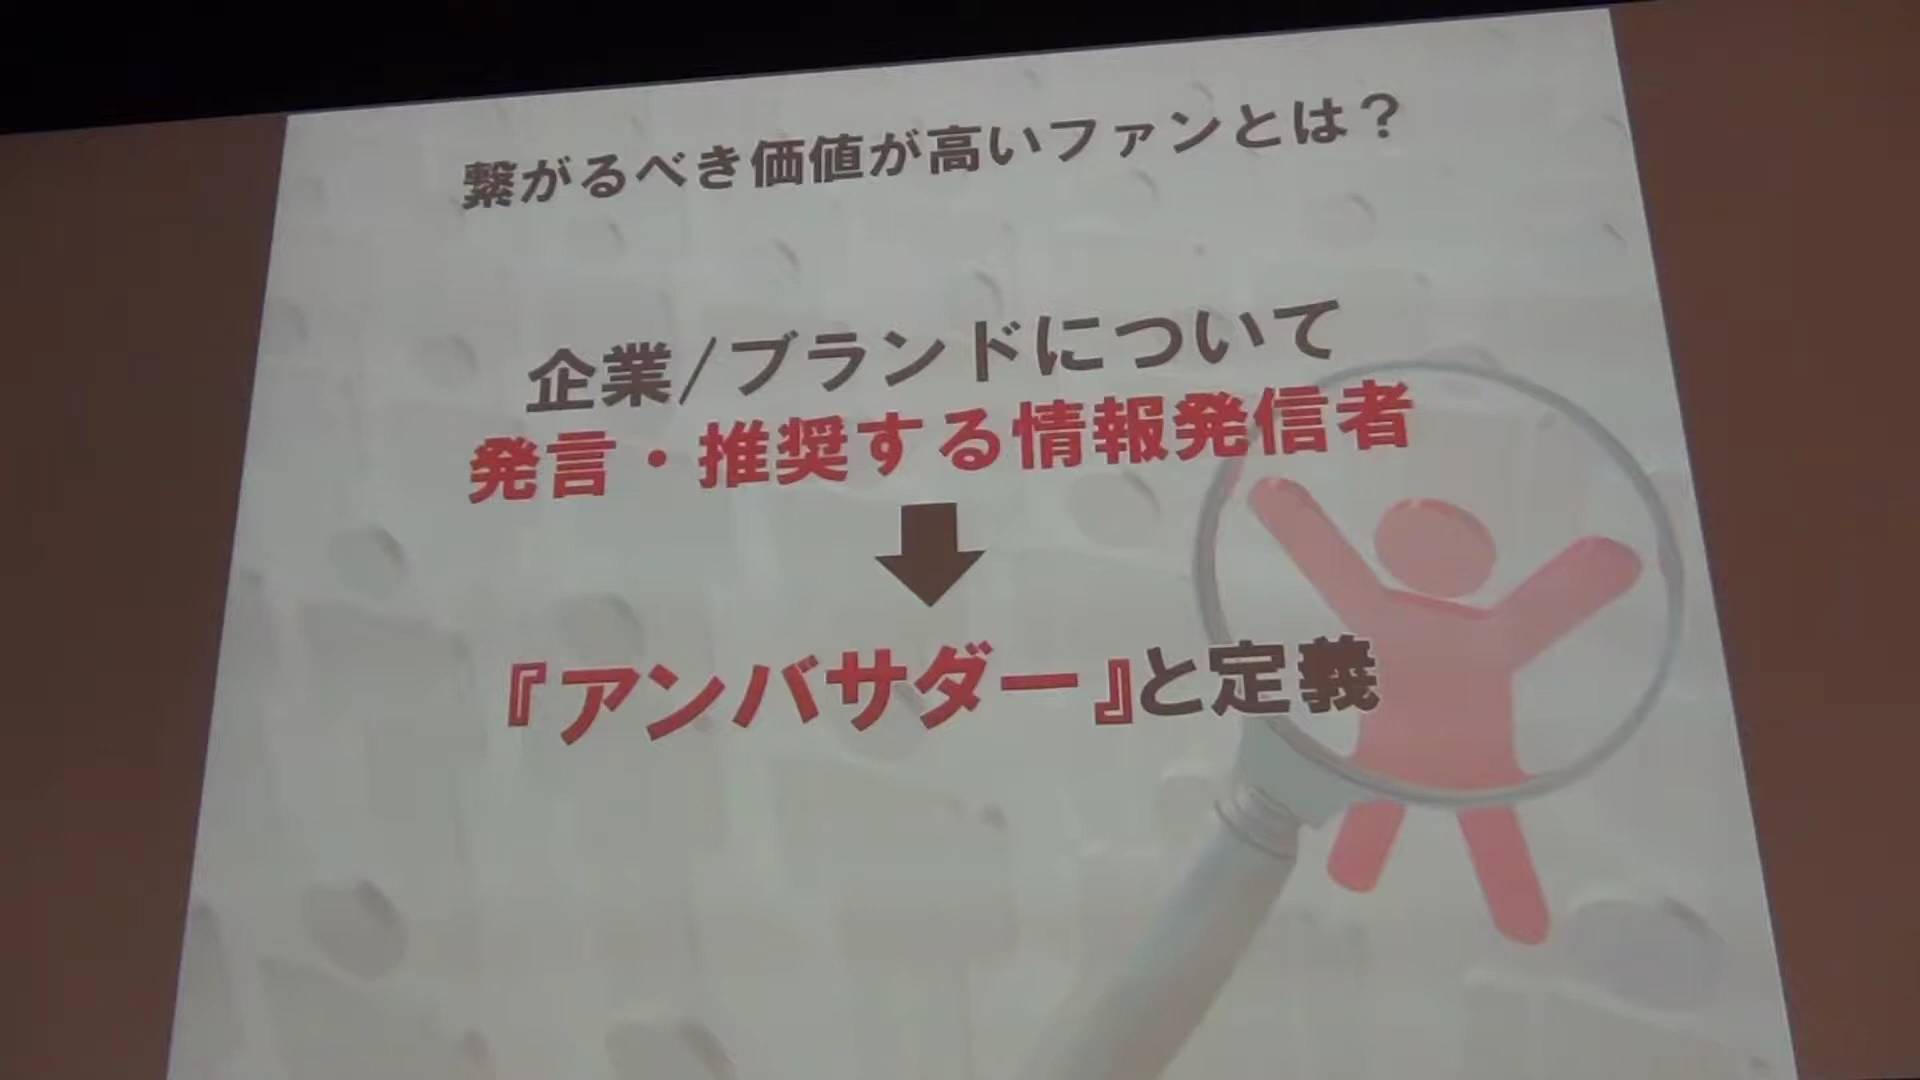 繋がるべき価値が高いファンとは？
企業/ブランドについて
発言・推奨する情報発信者
『アンバサダー』と定義